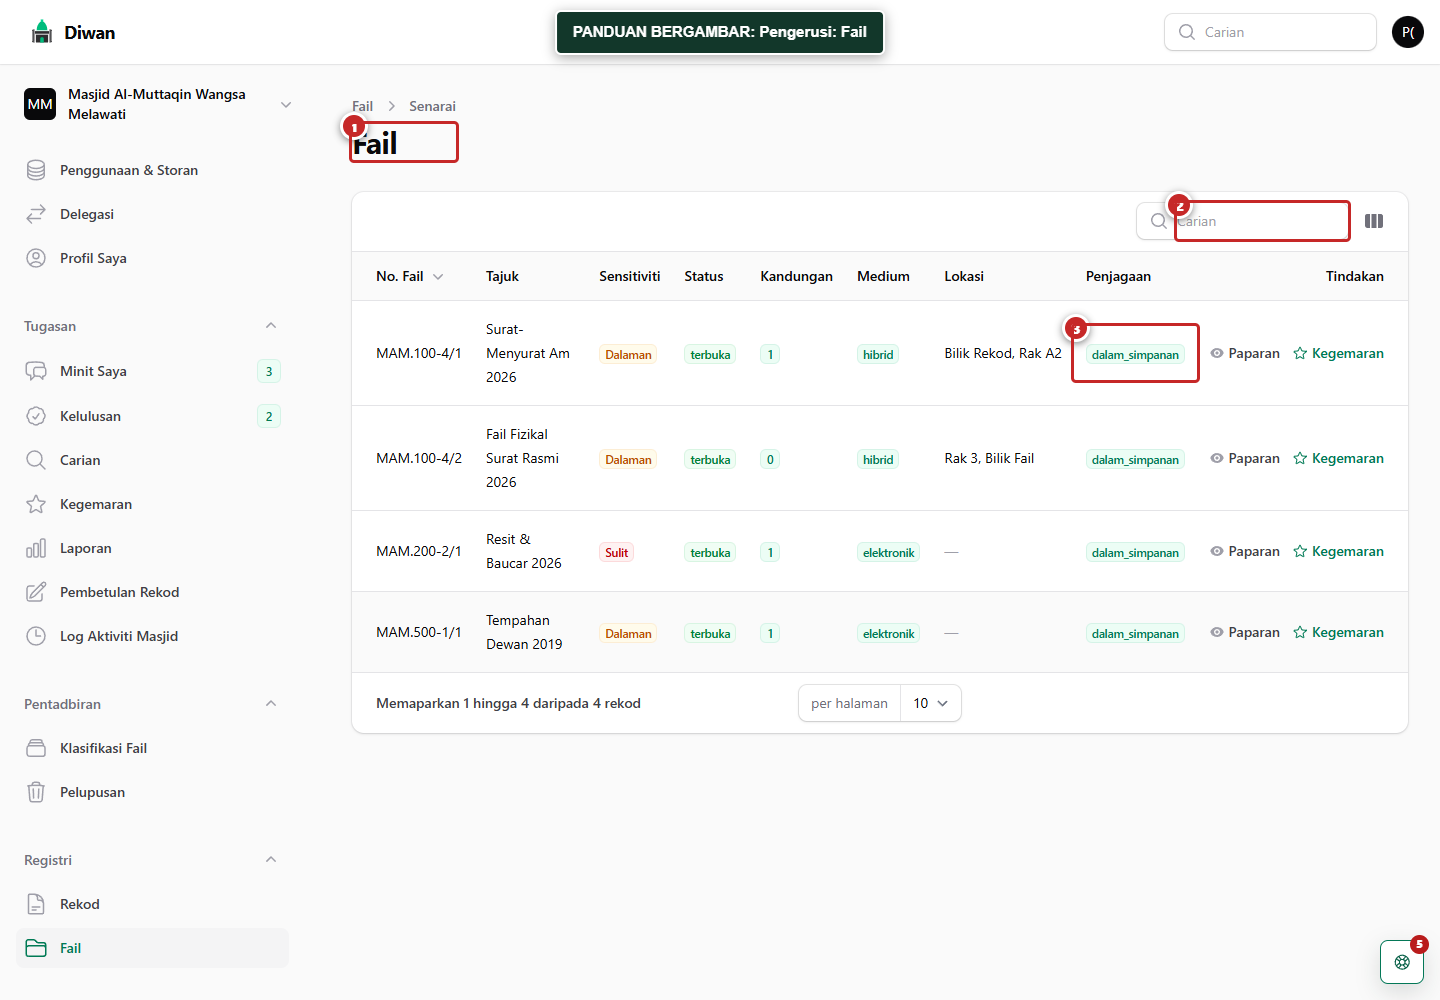 Diwan
PANDUAN BERGAMBAR: Pengerusi: Fail
Carian
P(
MM
Masjid Al-Muttaqin Wangsa
Melawati
Penggunaan & Storan
Delegasi
Profil Saya
Tugasan
Minit Saya
3
Kelulusan
2
Carian
Kegemaran
Laporan
Pembetulan Rekod
Log Aktiviti Masjid
Pentadbiran
Klasifikasi Fail
Pelupusan
Registri
Rekod
Fail
Fail
Senarai
1
Fail
2
Carian
No. Fail
Tajuk
Sensitiviti
Status
Kandungan
Medium
Lokasi
Penjagaan
Tindakan
3
MAM.100-4/1
Surat-
Menyurat Am
2026
Dalaman
terbuka
1
hibrid
Bilik Rekod, Rak A2
dalam_simpanan
Paparan
Kegemaran
MAM.100-4/2
Fail Fizikal
Surat Rasmi
2026
Dalaman
terbuka
0
hibrid
Rak 3, Bilik Fail
dalam_simpanan
Paparan
Kegemaran
MAM.200-2/1
Resit &
Baucar 2026
Sulit
terbuka
1
elektronik
—
dalam_simpanan
Paparan
Kegemaran
MAM.500-1/1
Tempahan
Dewan 2019
Dalaman
terbuka
1
elektronik
—
dalam_simpanan
Paparan
Kegemaran
Memaparkan 1 hingga 4 daripada 4 rekod
per halaman
10
5